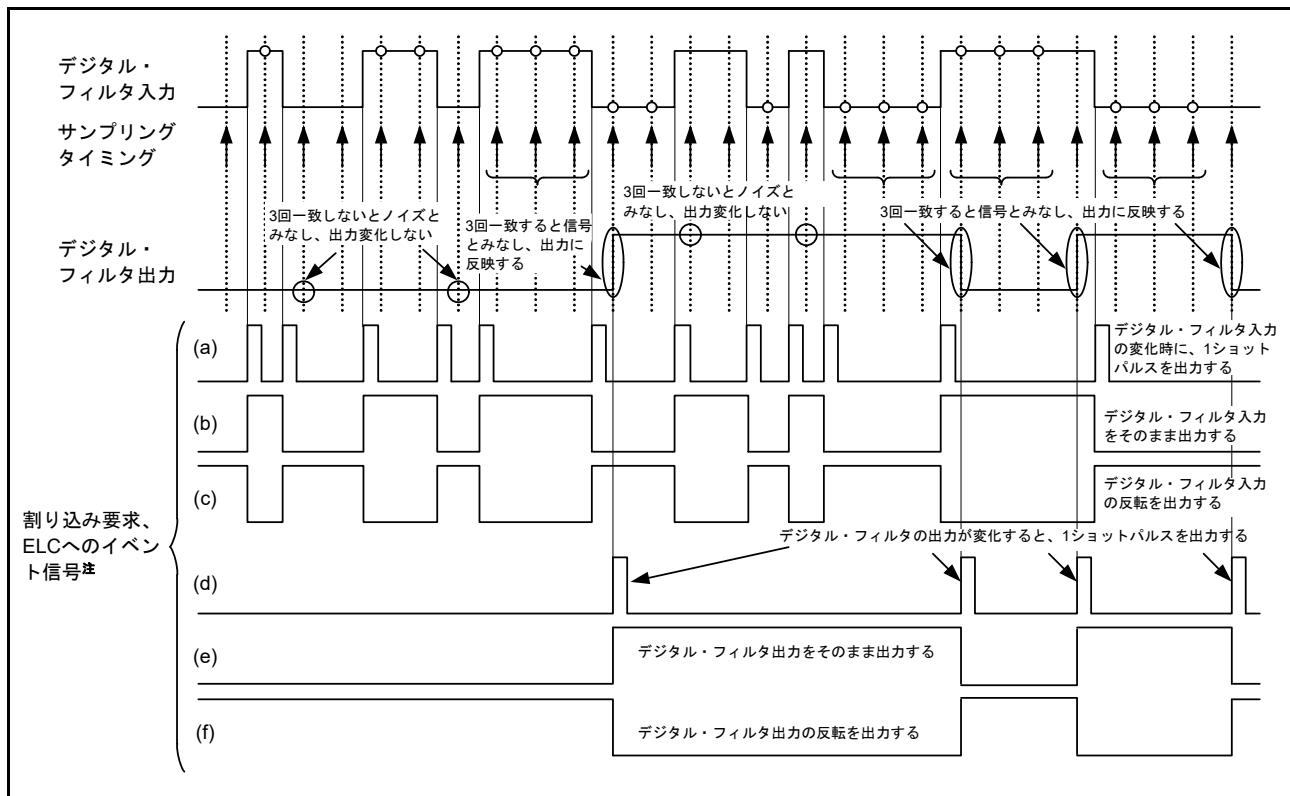 デジタル・
フィルタ入力
サンプリング
タイミング
3回一致しないとノイズと
みなし、出力変化しない
3回一致すると信号
とみなし、出力に
反映する
3回一致しないとノイズと
みなし、出力変化しない
3回一致すると信号とみなし、出力に反映する
デジタル・
フィルタ出力
(a)
デジタル・フィルタ入力
の変化時に、1ショット
パルスを出力する
(b)
デジタル・フィルタ入力
をそのまま出力する
(c)
デジタル・フィルタ入力
の反転を出力する
割り込み要求、
ELCへのイベン
ト信号注
デジタル・フィルタの出力が変化すると、1ショットパルスを出力する
(d)
(e)
デジタル・フィルタ出力をそのまま出力する
(f)
デジタル・フィルタ出力の反転を出力する